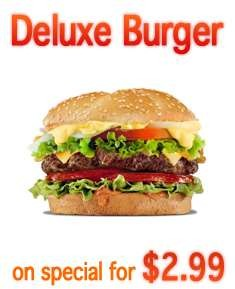 Deluxe Burger
on special for $2.99